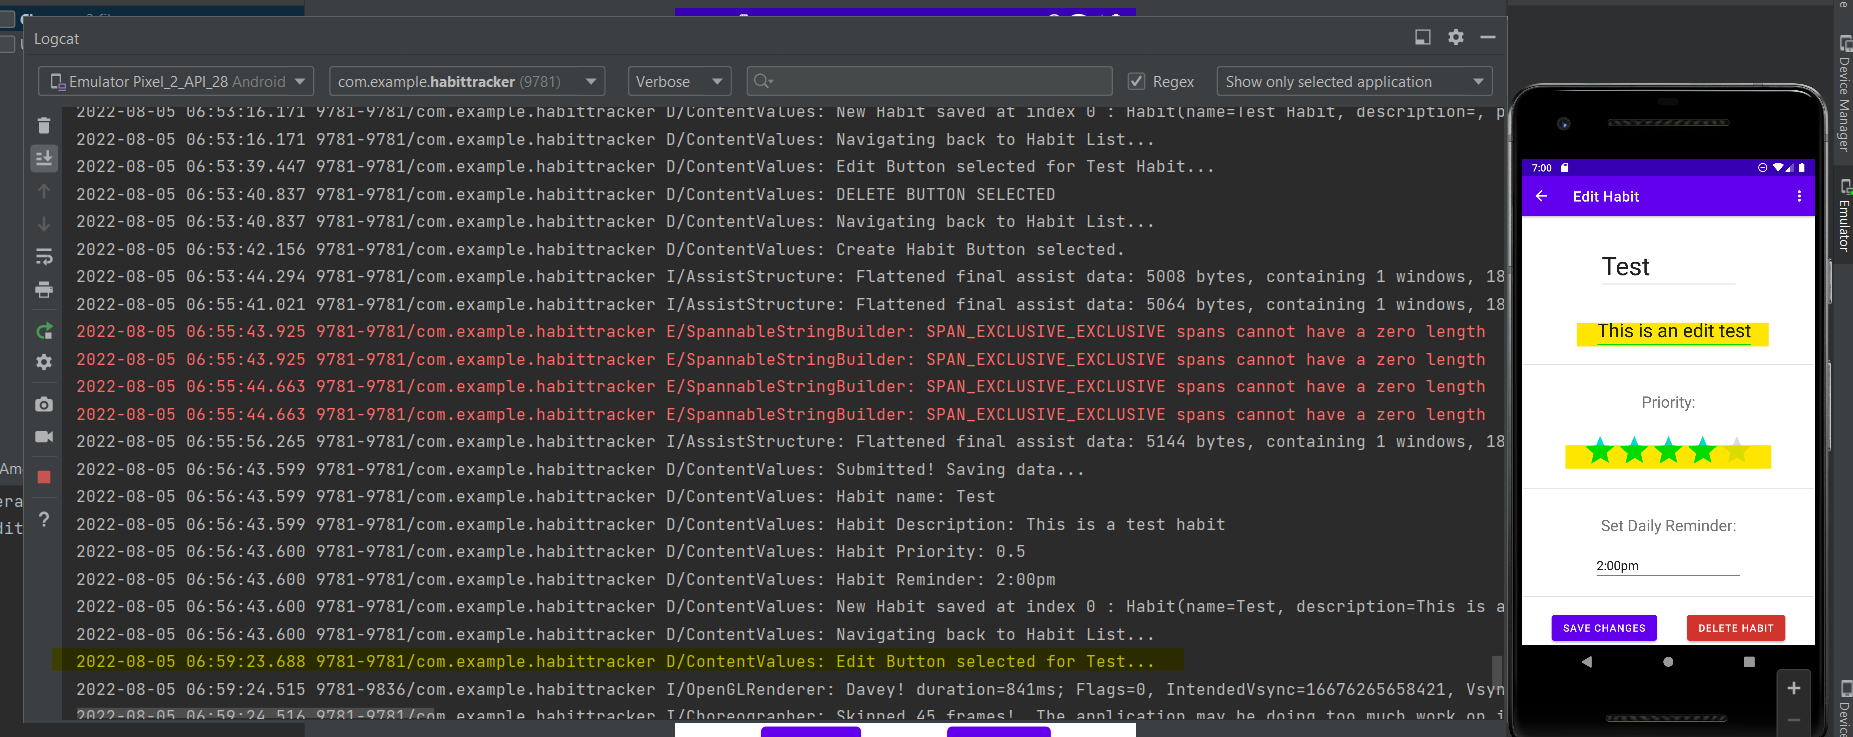 Logcat
Emulator Pixel_2_API_28 Android
com.example.habittracker (9781)
Verbose
Regex
Show only selected application
2022-08-05 06:53:16.171 9781-9781/com.example.habittracker D/ContentValues: New Habit saved at index 0 : Habit(name=Test Habit, description=, p
2022-08-05 06:53:16.171 9781-9781/com.example.habittracker D/ContentValues: Navigating back to Habit List...
2022-08-05 06:53:39.447 9781-9781/com.example.habittracker D/ContentValues: Edit Button selected for Test Habit...
2022-08-05 06:53:40.837 9781-9781/com.example.habittracker D/ContentValues: DELETE BUTTON SELECTED
2022-08-05 06:53:40.837 9781-9781/com.example.habittracker D/ContentValues: Navigating back to Habit List...
2022-08-05 06:53:42.156 9781-9781/com.example.habittracker D/ContentValues: Create Habit Button selected.
2022-08-05 06:53:44.294 9781-9781/com.example.habittracker I/AssistStructure: Flattened final assist data: 5008 bytes, containing 1 windows, 18
2022-08-05 06:55:41.021 9781-9781/com.example.habittracker I/AssistStructure: Flattened final assist data: 5064 bytes, containing 1 windows, 18
2022-08-05 06:55:43.925 9781-9781/com.example.habittracker E/SpannableStringBuilder: SPAN_EXCLUSIVE_EXCLUSIVE spans cannot have a zero length
2022-08-05 06:55:43.925 9781-9781/com.example.habittracker E/SpannableStringBuilder: SPAN_EXCLUSIVE_EXCLUSIVE spans cannot have a zero length
2022-08-05 06:55:44.663 9781-9781/com.example.habittracker E/SpannableStringBuilder: SPAN_EXCLUSIVE_EXCLUSIVE spans cannot have a zero length
2022-08-05 06:55:44.663 9781-9781/com.example.habittracker E/SpannableStringBuilder: SPAN_EXCLUSIVE_EXCLUSIVE spans cannot have a zero length
2022-08-05 06:55:56.265 9781-9781/com.example.habittracker I/AssistStructure: Flattened final assist data: 5144 bytes, containing 1 windows, 18
2022-08-05 06:56:43.599 9781-9781/com.example.habittracker D/ContentValues: Submitted! Saving data...
2022-08-05 06:56:43.599 9781-9781/com.example.habittracker D/ContentValues: Habit name: Test
2022-08-05 06:56:43.599 9781-9781/com.example.habittracker D/ContentValues: Habit Description: This is a test habit
2022-08-05 06:56:43.600 9781-9781/com.example.habittracker D/ContentValues: Habit Priority: 0.5
2022-08-05 06:56:43.600 9781-9781/com.example.habittracker D/ContentValues: Habit Reminder: 2:00pm
2022-08-05 06:56:43.600 9781-9781/com.example.habittracker D/ContentValues: New Habit saved at index 0 : Habit(name=Test, description=This is a
2022-08-05 06:56:43.600 9781-9781/com.example.habittracker D/ContentValues: Navigating back to Habit List...
2022-08-05 06:59:23.688 9781-9781/com.example.habittracker D/ContentValues: Edit Button selected for Test...
2022-08-05 06:59:24.515 9781-9836/com.example.habittracker I/OpenGLRenderer: Davey! duration=841ms; Flags=0, IntendedVsync=16676265658421, Vsyn
2022-08-05 06:59:24.516 9781-9781/com.example.habittracker I/Choreographer: Skipped 45 frames! The application may be doing too much work on i
Am
era
dit
7:00
Edit Habit
Test
This is an edit test
Priority:
Set Daily Reminder:
2:00pm
SAVE CHANGES
DELETE HABIT
Device Manager
Emulator
Device